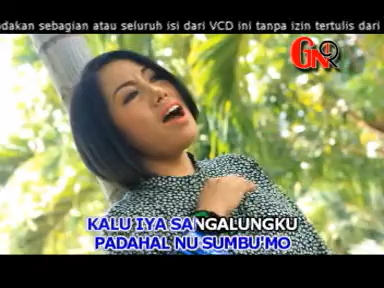 dakan sebagian atau seluruh isi dari VCD ini tanpa izin tertulis dari
GNR
KALU IYA SANGALUNGKU
PADAHAL NU SUMBU'MO